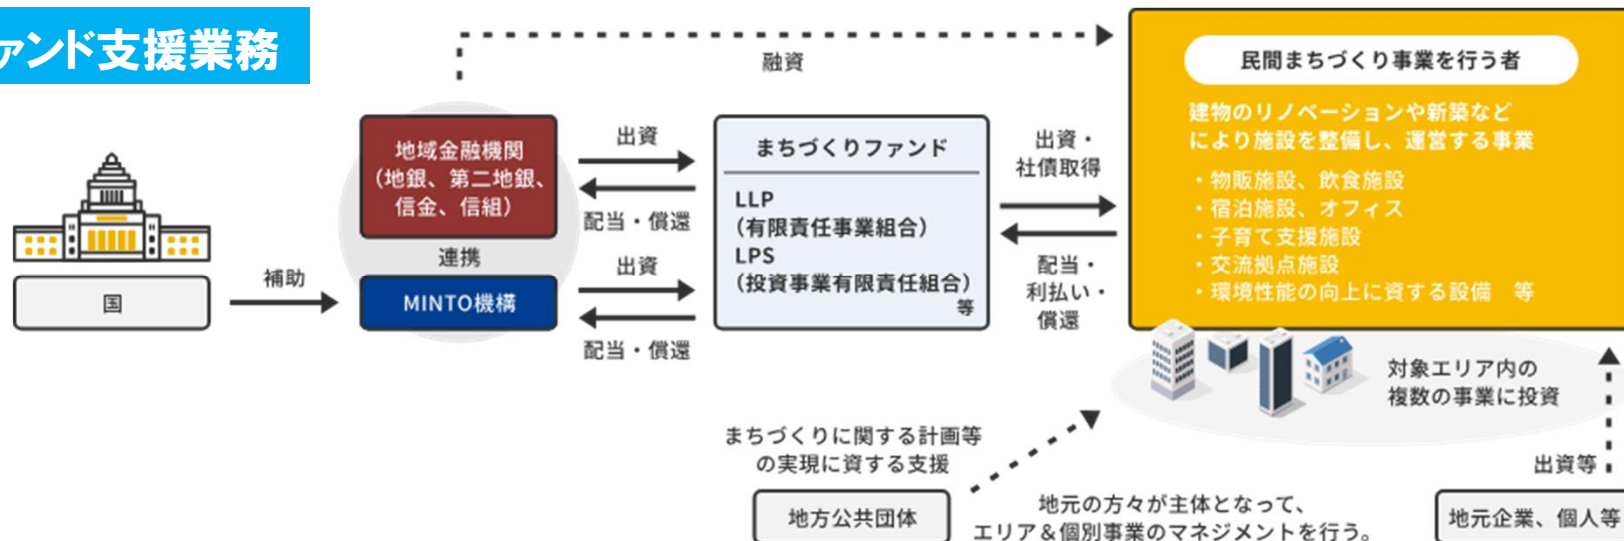 ァンド支援業務
融資
民間まちづくり事業を行う者
建物のリノベーションや新築など
により施設を整備し、運営する事業
・物販施設、飲食施設
・宿泊施設、オフィス
・子育て支援施設
・交流拠点施設
・環境性能の向上に資する設備　等
地域金融機関
（地銀、第二地銀、
信金、信組）
連携
MINTO機構
国
補助
出資
配当・償還
出資
配当・償還
まちづくりファンド
LLP
（有限責任事業組合）
LPS
（投資事業有限責任組合）
等
出資・
社債取得
配当・
利払い・
償還
対象エリア内の
複数の事業に投資
まちづくりに関する計画等
の実現に資する支援
地方公共団体
地元の方々が主体となって、
エリア＆個別事業のマネジメントを行う。
出資等
地元企業、個人等